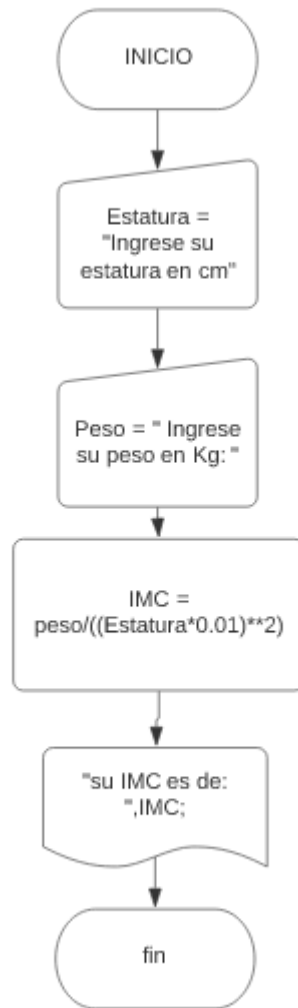 INICIO
Estatura =
"Ingrese su
estatura en cm"
Peso = " Ingrese
su peso en Kg: "
IMC =
peso/((Estatura*0.01)**2)
"su IMC es de:
",IMC;
fin